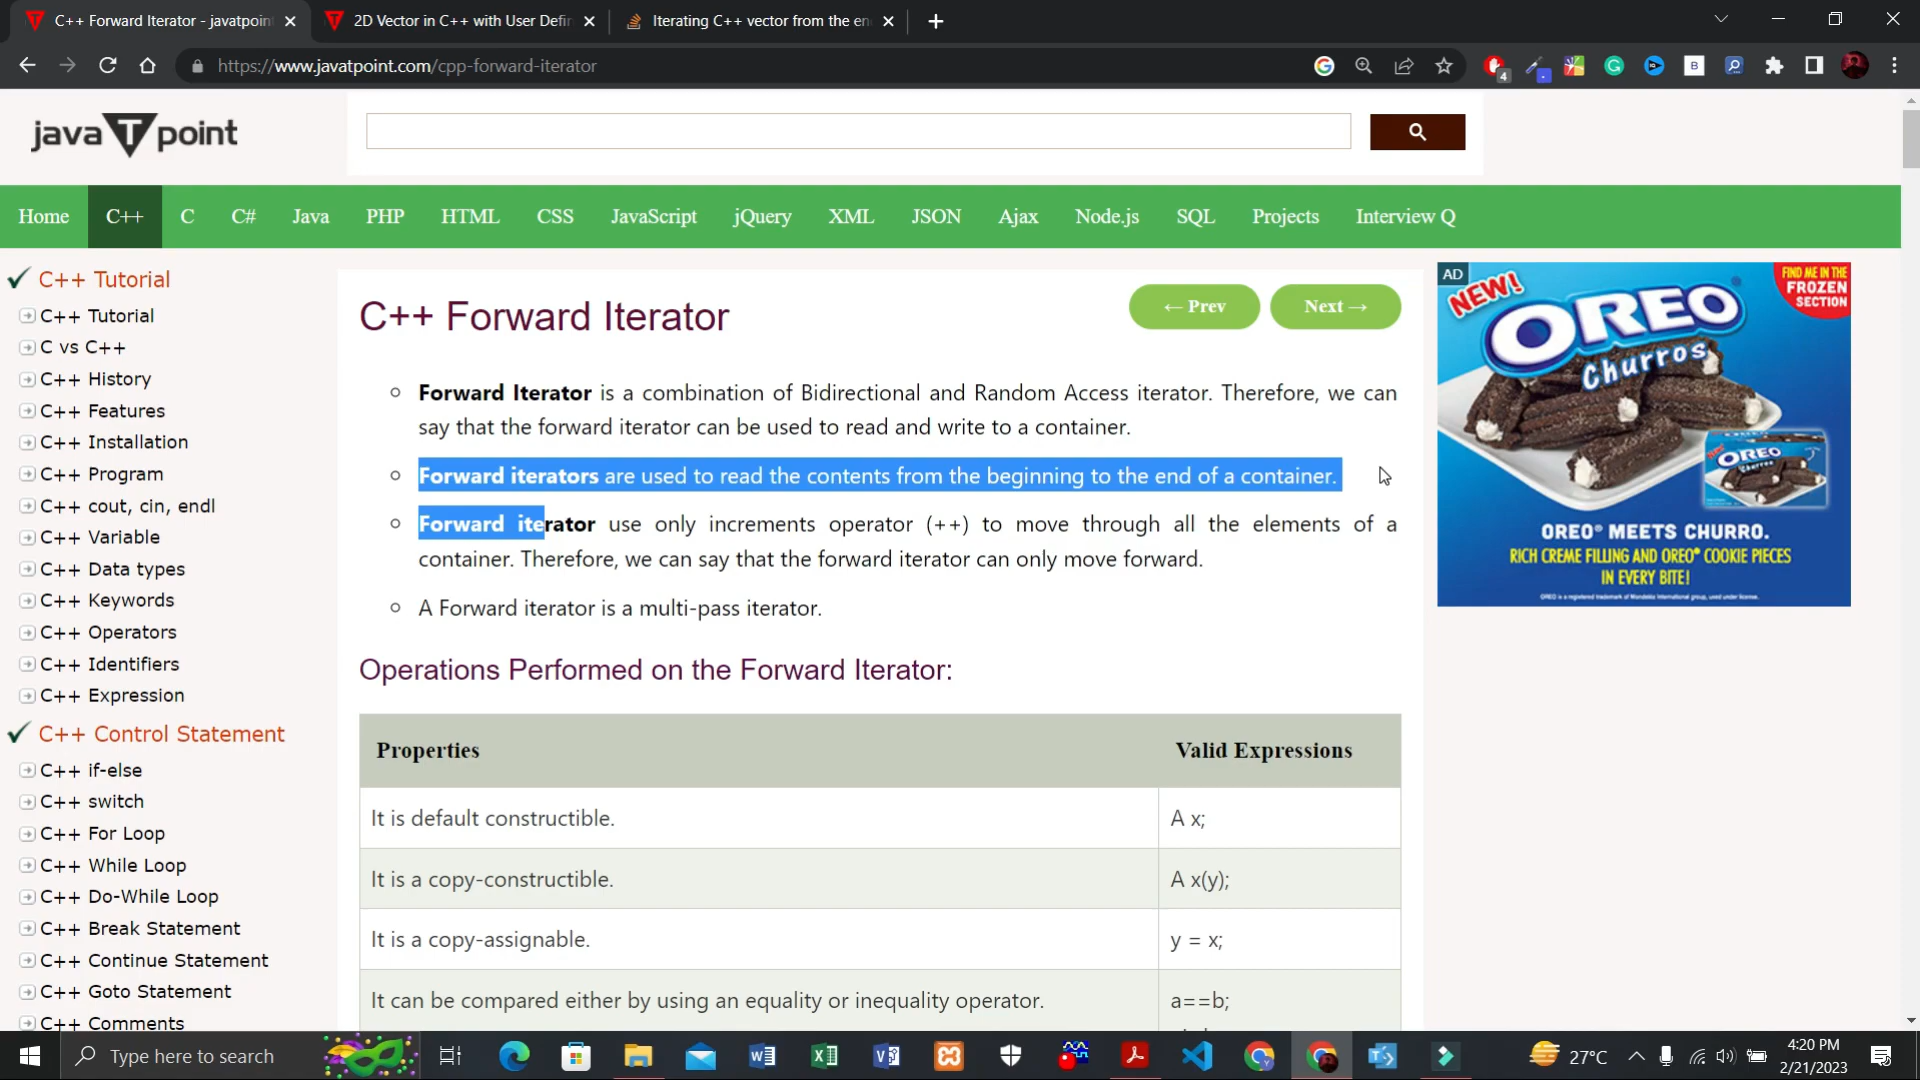 C++ Forward Iterator - javatpoin
2D Vector in C++ with User Defin
Iterating C++ vector from the en
https://www.javatpoint.com/cpp-forward-iterator
4
B
javaTpoint
Home C++ C C# Java PHP HTML CSS JavaScript jQuery XML JSON Ajax Node.js SQL Projects Interview Q
C++ Tutorial
C++ Tutorial
C vs C++
C++ History
C++ Features
C++ Installation
C++ Program
C++ cout, cin, endl
C++ Variable
C++ Data types
C++ Keywords
C++ Operators
C++ Identifiers
C++ Expression
C++ Control Statement
C++ if-else
C++ switch
C++ For Loop
C++ While Loop
C++ Do-While Loop
C++ Break Statement
C++ Continue Statement
C++ Goto Statement
C++ Comments
C++ Forward Iterator
← Prev
Next →
Forward Iterator is a combination of Bidirectional and Random Access iterator. Therefore, we can
say that the forward iterator can be used to read and write to a container.
Forward iterators are used to read the contents from the beginning to the end of a container.
Forward iterator use only increments operator (++) to move through all the elements of a
container. Therefore, we can say that the forward iterator can only move forward.
A Forward iterator is a multi-pass iterator.
Operations Performed on the Forward Iterator:
Properties Valid Expressions
It is default constructible. A x;
It is a copy-constructible. A x(y);
It is a copy-assignable. y = x;
It can be compared either by using an equality or inequality operator. a==b;
AD
NEW!
FIND ME IN THE
FROZEN
SECTION
OREO
Churros
OREO
OREO® MEETS CHURRO.
RICH CREME FILLING AND OREO® COOKIE PIECES
IN EVERY BITE!
Type here to search
27°C
4:20 PM
2/21/2023